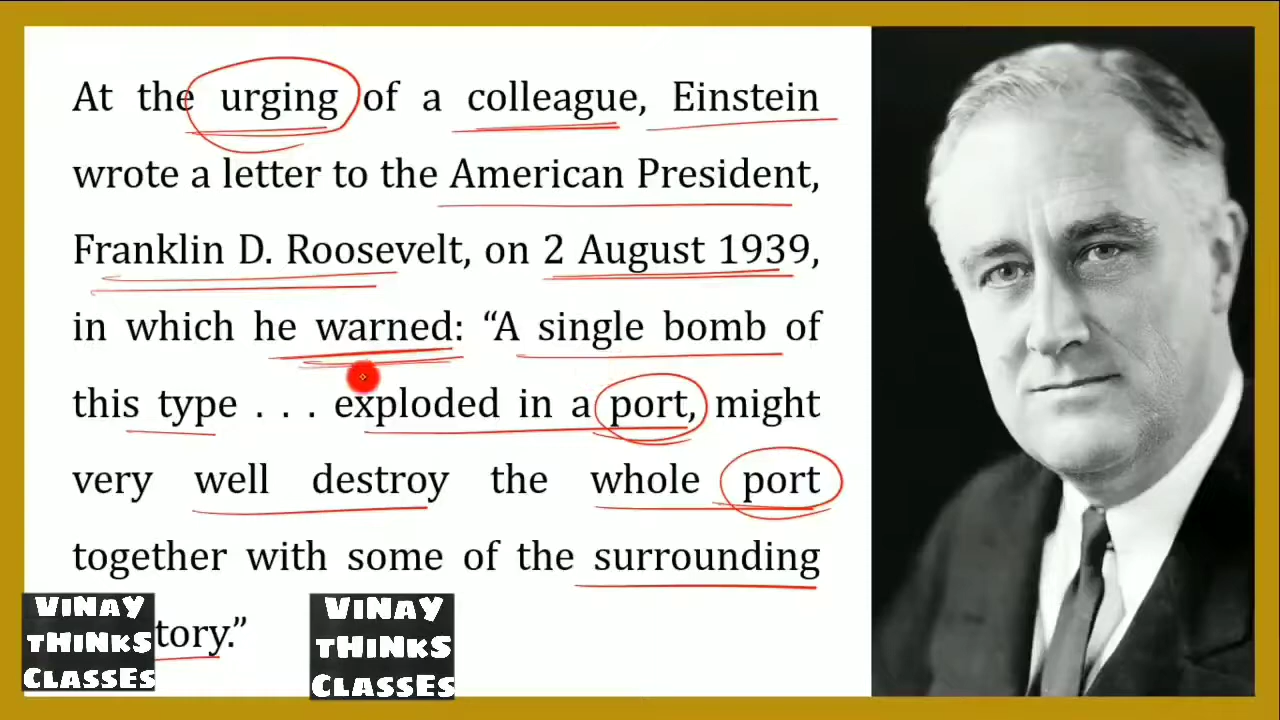 At the urging of a colleague, Einstein
wrote a letter to the American President,
Franklin D. Roosevelt, on 2 August 1939,
in which he warned: “A single bomb of
this type . . . exploded in a port, might
very well destroy the whole port
together with some of the surrounding
tory.”
VINAY
THINKS
CLASSES
VINAY
THINKS
CLASSES